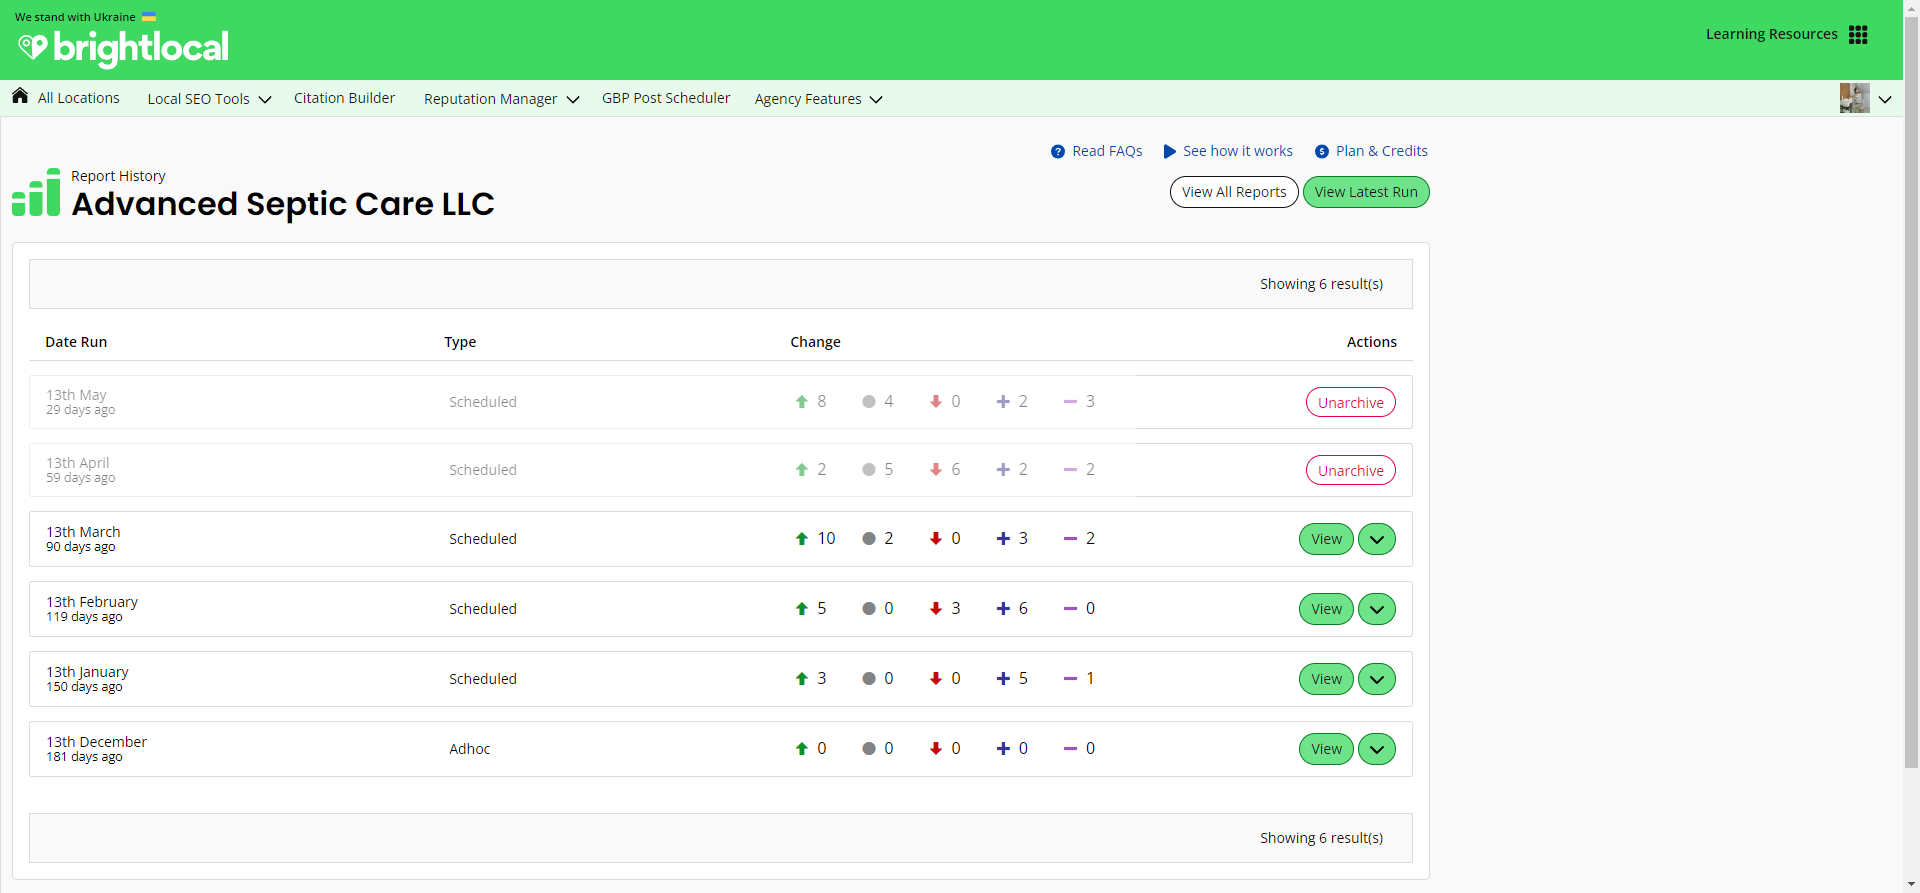 We stand with Ukraine
brightlocal
Learning Resources
All Locations Local SEO Tools Citation Builder Reputation Manager GBP Post Scheduler Agency Features
Read FAQs See how it works Plan & Credits
Report History
Advanced Septic Care LLC
View All Reports View Latest Run
Showing 6 result(s)
Date Run Type Change Actions
13th May
29 days ago
Scheduled 8 4 0 2 3 Unarchive
13th April
59 days ago
Scheduled 2 5 6 2 2 Unarchive
13th March
90 days ago
Scheduled 10 2 0 3 2 View
13th February
119 days ago
Scheduled 5 0 3 6 0 View
13th January
150 days ago
Scheduled 3 0 0 5 1 View
13th December
181 days ago
Adhoc 0 0 0 0 0 View
Showing 6 result(s)